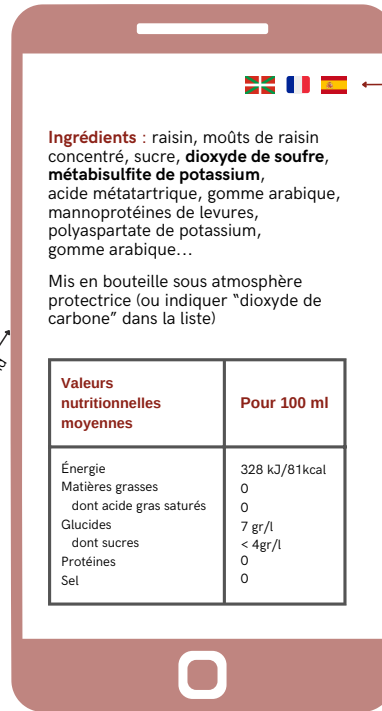 Ingrédients : raisin, moûts de raisin
concentré, sucre, dioxyde de soufre,
métabisulfite de potassium,
acide métatartrique, gomme arabique,
mannoprotéines de levures,
polyaspartate de potassium,
gomme arabique...
Mis en bouteille sous atmosphère
protectrice (ou indiquer “dioxyde de
carbone” dans la liste)
Valeurs
nutritionnelles
moyennes
Pour 100 ml
Énergie 328 kJ/81kcal
Matières grasses 0
dont acide gras saturés 0
Glucides 7 gr/l
dont sucres < 4gr/l
Protéines 0
Sel 0